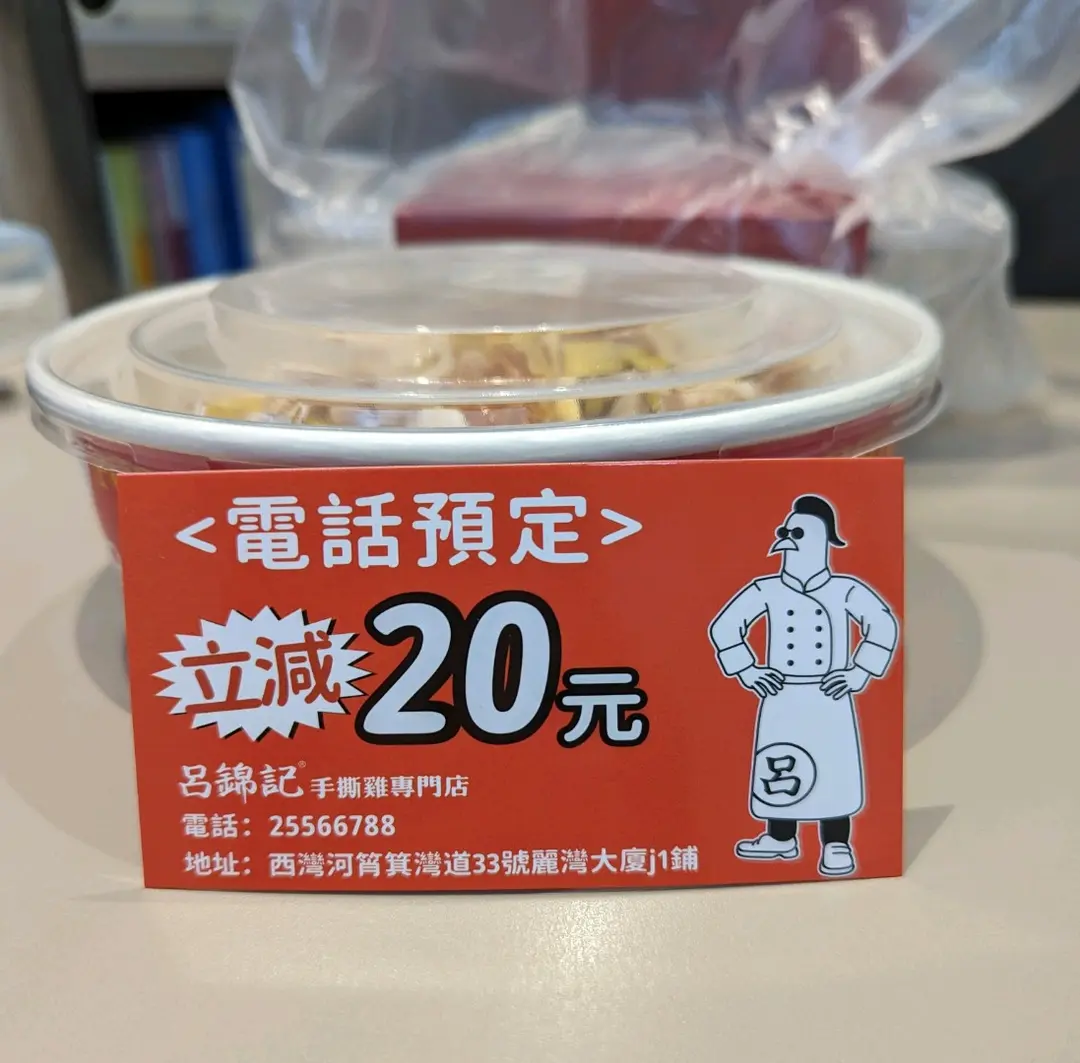 <電話預定>
立減20元
呂錦記® 手撕雞專門店
電話：25566788
地址：西灣河筲箕灣道33號麗灣大廈j1鋪
呂